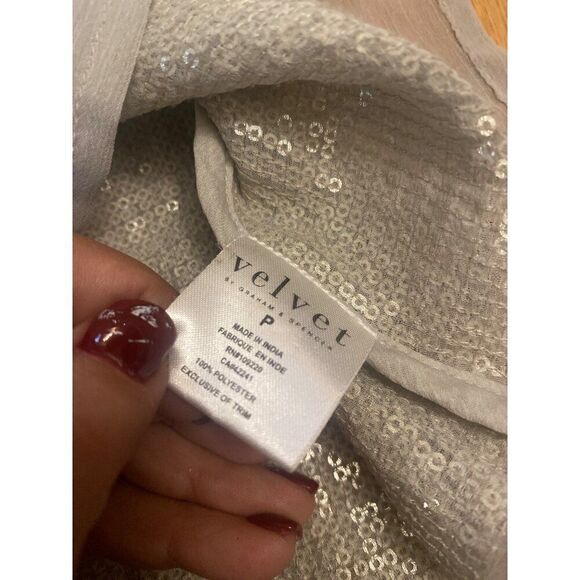 velvet
BY GRAHAM & SPENCER
P
MADE IN INDIA
FABRIQUE EN INDE
RN#109220
CA#42241
100% POLYESTER
EXCLUSIVE OF TRIM